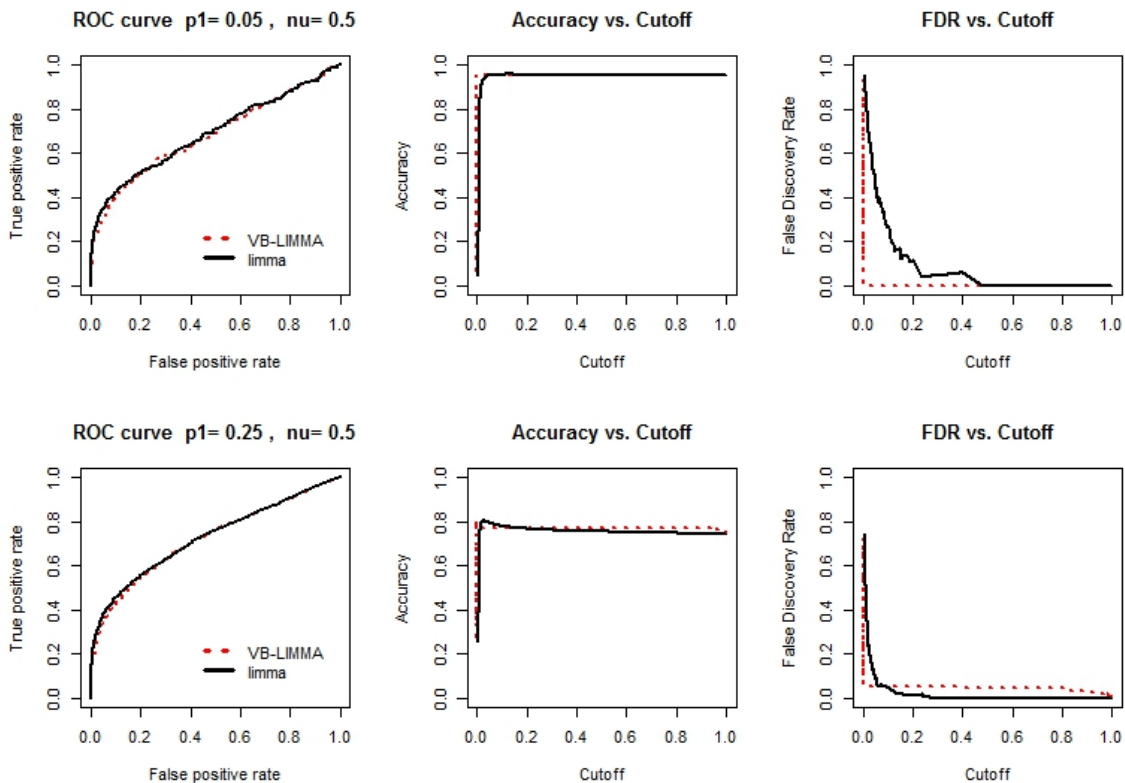 ROC curve p1= 0.05 , nu= 0.5
True positive rate
0.0 0.2 0.4 0.6 0.8 1.0
VB-LIMMA
limma
0.0 0.2 0.4 0.6 0.8 1.0
False positive rate
Accuracy vs. Cutoff
Accuracy
0.0 0.2 0.4 0.6 0.8 1.0
0.0 0.2 0.4 0.6 0.8 1.0
Cutoff
FDR vs. Cutoff
False Discovery Rate
0.0 0.2 0.4 0.6 0.8 1.0
0.0 0.2 0.4 0.6 0.8 1.0
Cutoff
ROC curve p1= 0.25 , nu= 0.5
True positive rate
0.0 0.2 0.4 0.6 0.8 1.0
VB-LIMMA
limma
0.0 0.2 0.4 0.6 0.8 1.0
False positive rate
Accuracy vs. Cutoff
Accuracy
0.0 0.2 0.4 0.6 0.8 1.0
0.0 0.2 0.4 0.6 0.8 1.0
Cutoff
FDR vs. Cutoff
False Discovery Rate
0.0 0.2 0.4 0.6 0.8 1.0
0.0 0.2 0.4 0.6 0.8 1.0
Cutoff